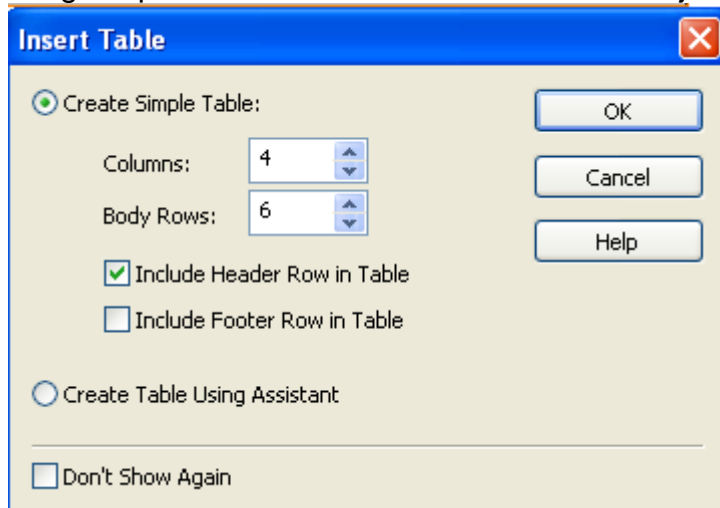 Insert Table
Create Simple Table:
OK
Columns: 4
Cancel
Body Rows: 6
Help
Include Header Row in Table
Include Footer Row in Table
Create Table Using Assistant
Don't Show Again